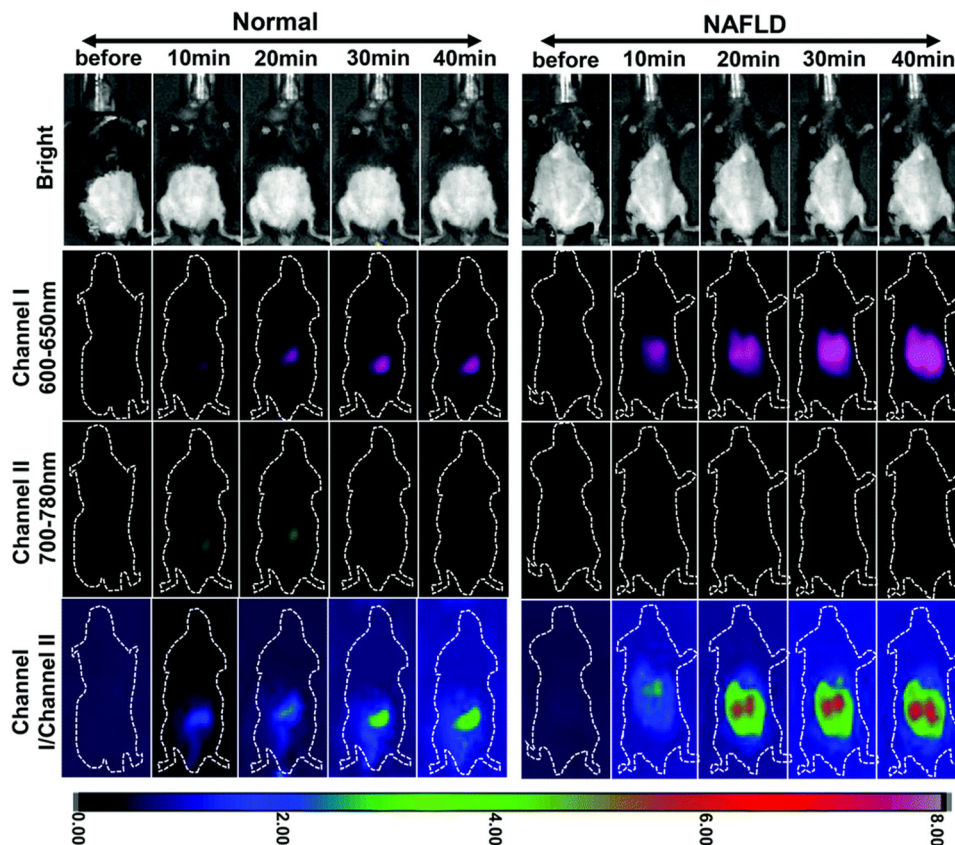 Normal
NAFLD
before 10min 20min 30min 40min
before 10min 20min 30min 40min
Bright
Channel I
600-650nm
Channel II
700-780nm
Channel
I/Channel II
0.00 2.00 4.00 6.00 8.00